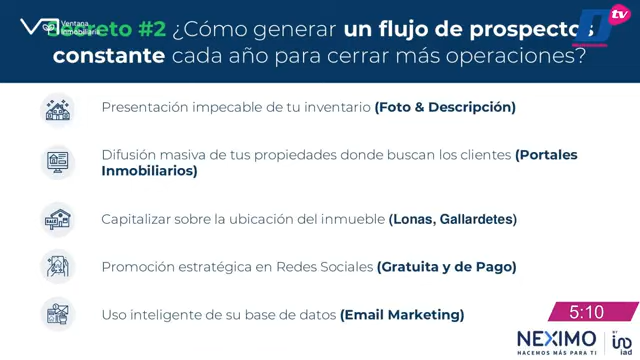 Ventana
Inmobiliaria
Secreto #2 ¿Cómo generar un flujo de prospectos
constante cada año para cerrar más operaciones?
tv
Presentación impecable de tu inventario (Foto & Descripción)
Difusión masiva de tus propiedades donde buscan los clientes (Portales
Inmobiliarios)
Capitalizar sobre la ubicación del inmueble (Lonas, Gallardetes)
Promoción estratégica en Redes Sociales (Gratuita y de Pago)
Uso inteligente de su base de datos (Email Marketing)
5:10
NEXIMO
HACEMOS MÁS PARA TI
BY
iad